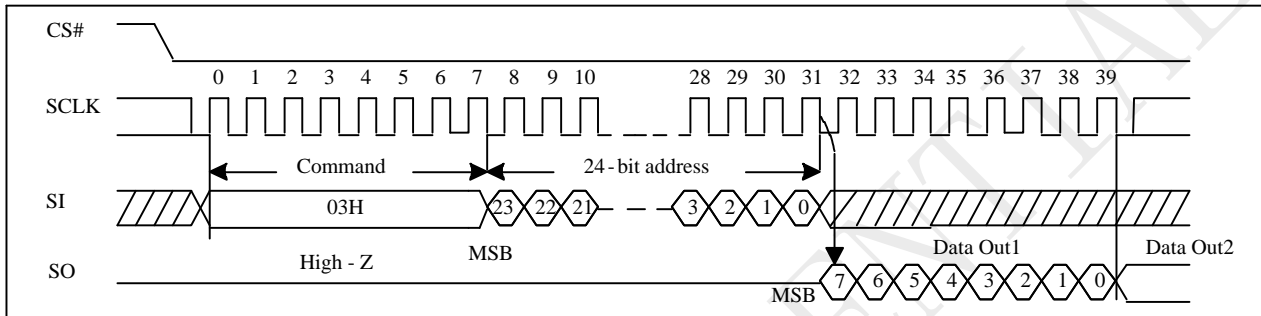 CS#
0 1 2 3 4 5 6 7 8 9 10 28 29 30 31 32 33 34 35 36 37 38 39
SCLK
Command 24-bit address
SI 03H 23 22 21 3 2 1 0
High - Z MSB Data Out1 Data Out2
SO MSB 7 6 5 4 3 2 1 0
ENTIAL